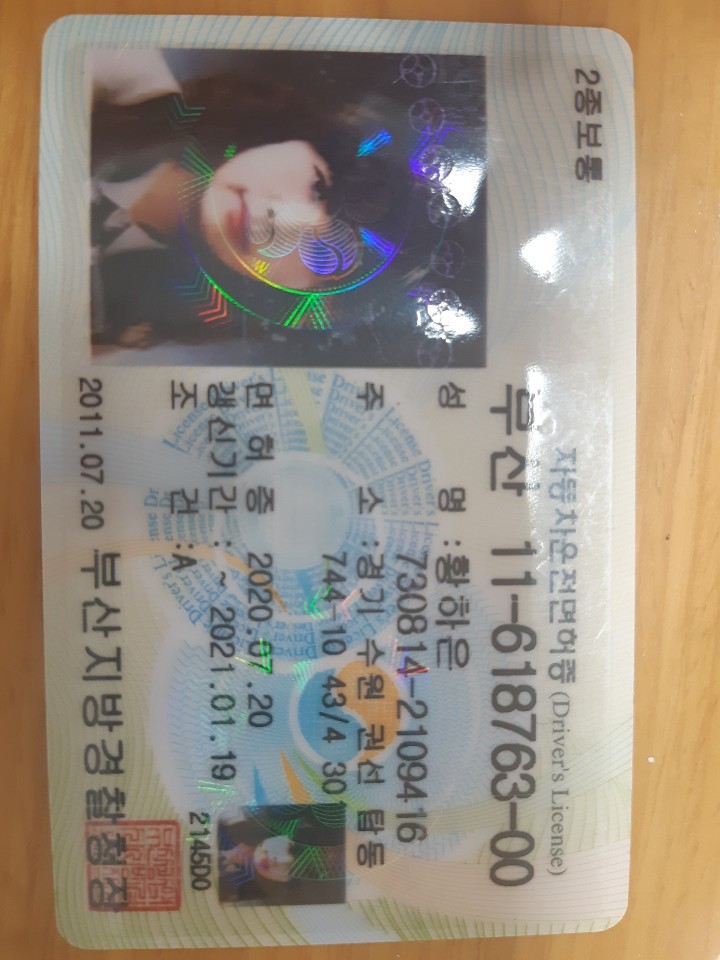 2종보통
자동차운전면허증 (Driver's License)
부산 11-618763-00
성 명 : 황하은
730814-2109416
주 소 : 경기 수원 권선 탑동
744-10 43/4 301
면 허 증 2020.07.20
갱신기간 : ~ 2021.01.19
조 건 : A
214500
2011.07.20 부산지방경찰청장